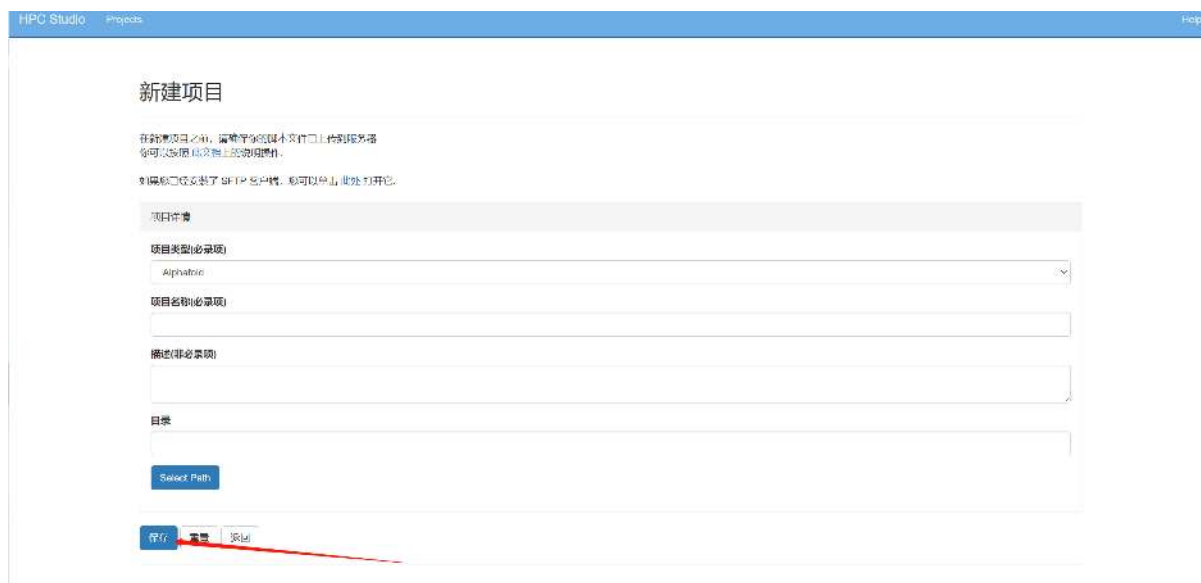 HPC Studio Projects Help
新建项目
在新建项目之前，请确保你的脚本文件已上传到服务器
你可以按照 此文档上的说明操作.
如果您已经安装了 SFTP 客户端，您可以单击 此处 打开它.
项目详情
项目类型(必录项)
Alphafold
项目名称(必录项)
描述(非必录项)
目录
Select Path
保存 重置 返回